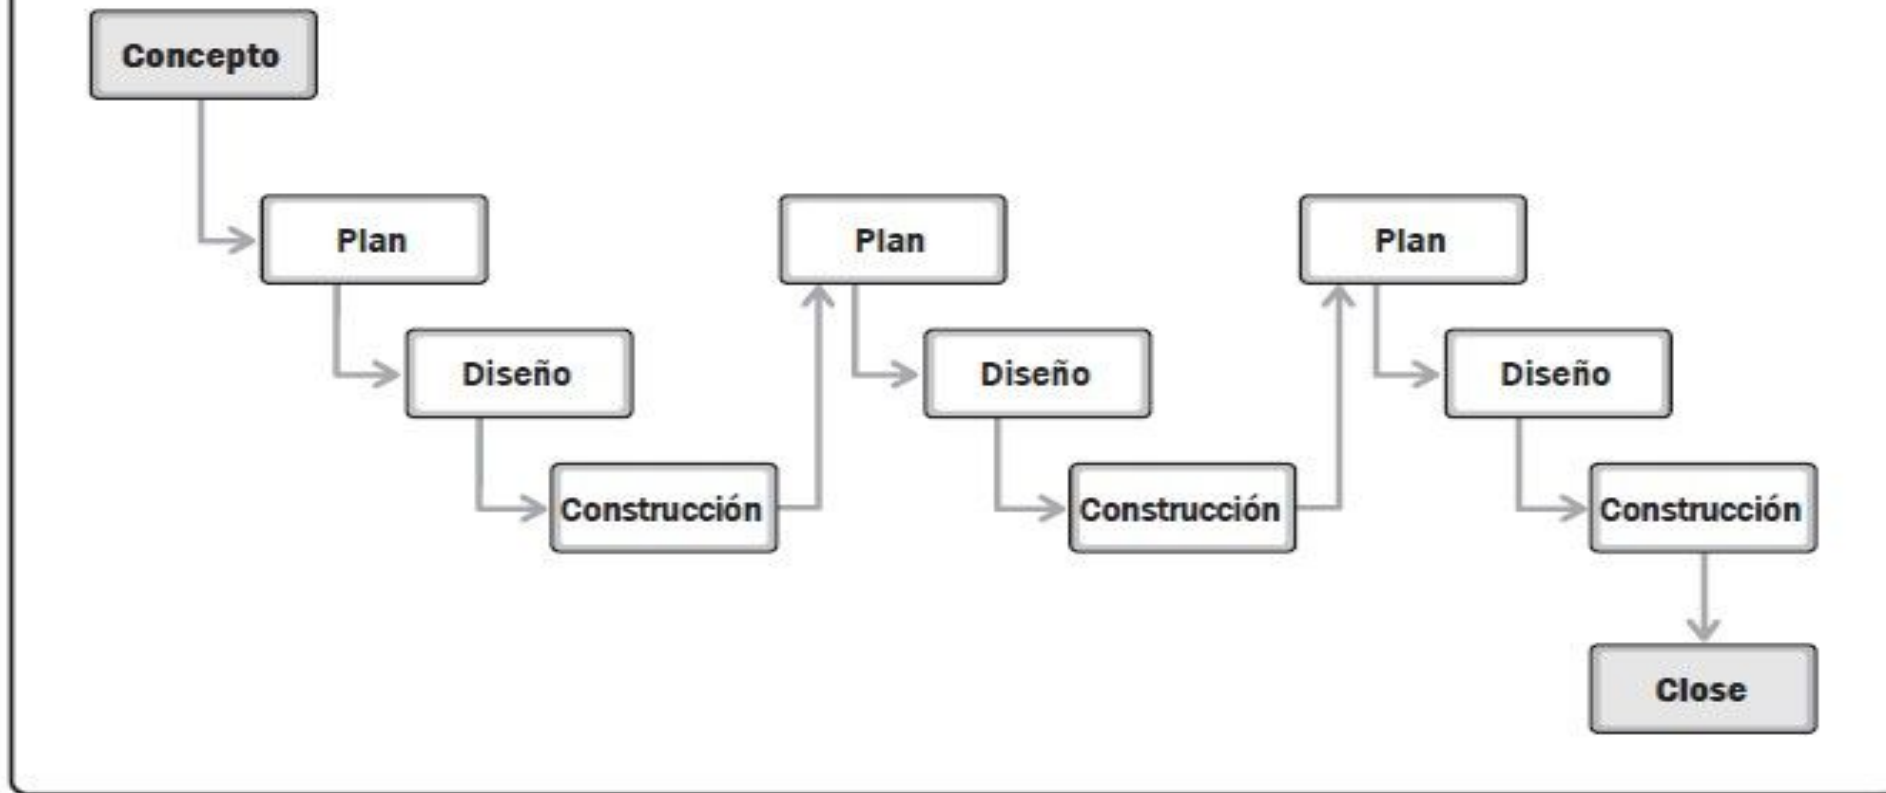 Concepto
Plan
Plan
Plan
Diseño
Diseño
Diseño
Construcción
Construcción
Construcción
Close